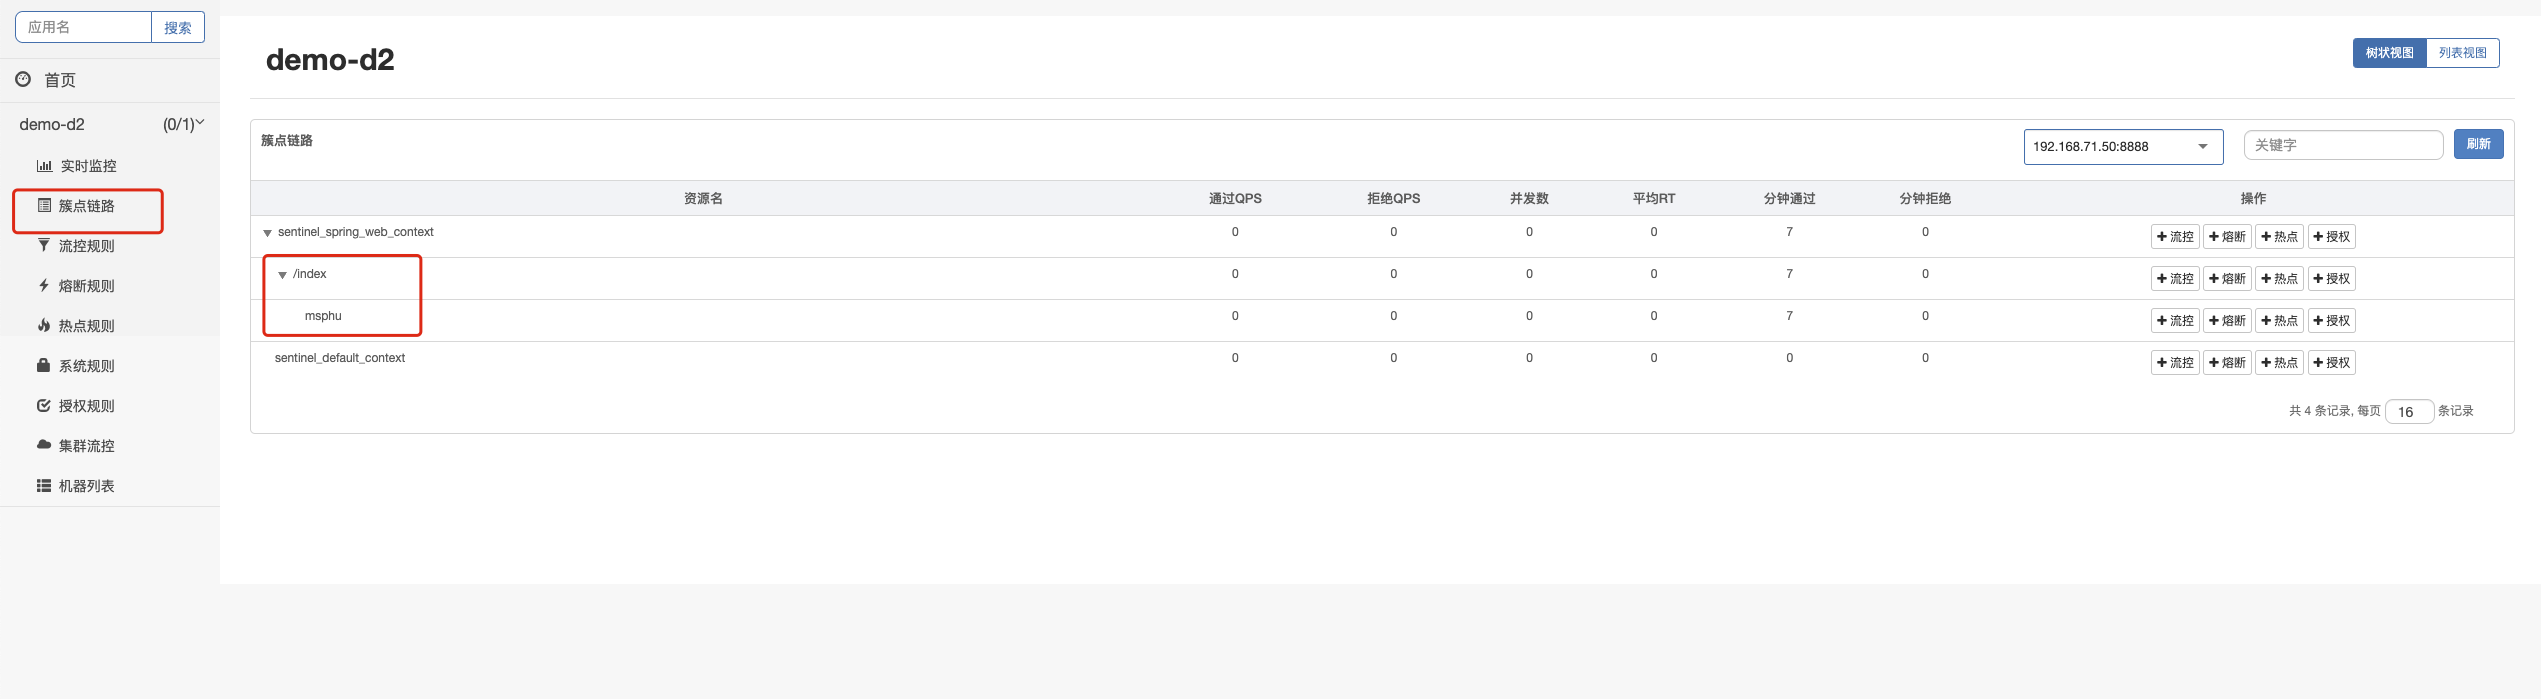 应用名 搜索
首页
demo-d2 (0/1)
实时监控
簇点链路
流控规则
熔断规则
热点规则
系统规则
授权规则
集群流控
机器列表
demo-d2
树状视图 列表视图
簇点链路
192.168.71.50:8888 关键字 刷新
资源名 通过QPS 拒绝QPS 并发数 平均RT 分钟通过 分钟拒绝 操作
sentinel_spring_web_context 0 0 0 0 7 0 流控 熔断 热点 授权
/index 0 0 0 0 7 0 流控 熔断 热点 授权
msphu 0 0 0 0 7 0 流控 熔断 热点 授权
sentinel_default_context 0 0 0 0 0 0 流控 熔断 热点 授权
共 4 条记录, 每页 16 条记录